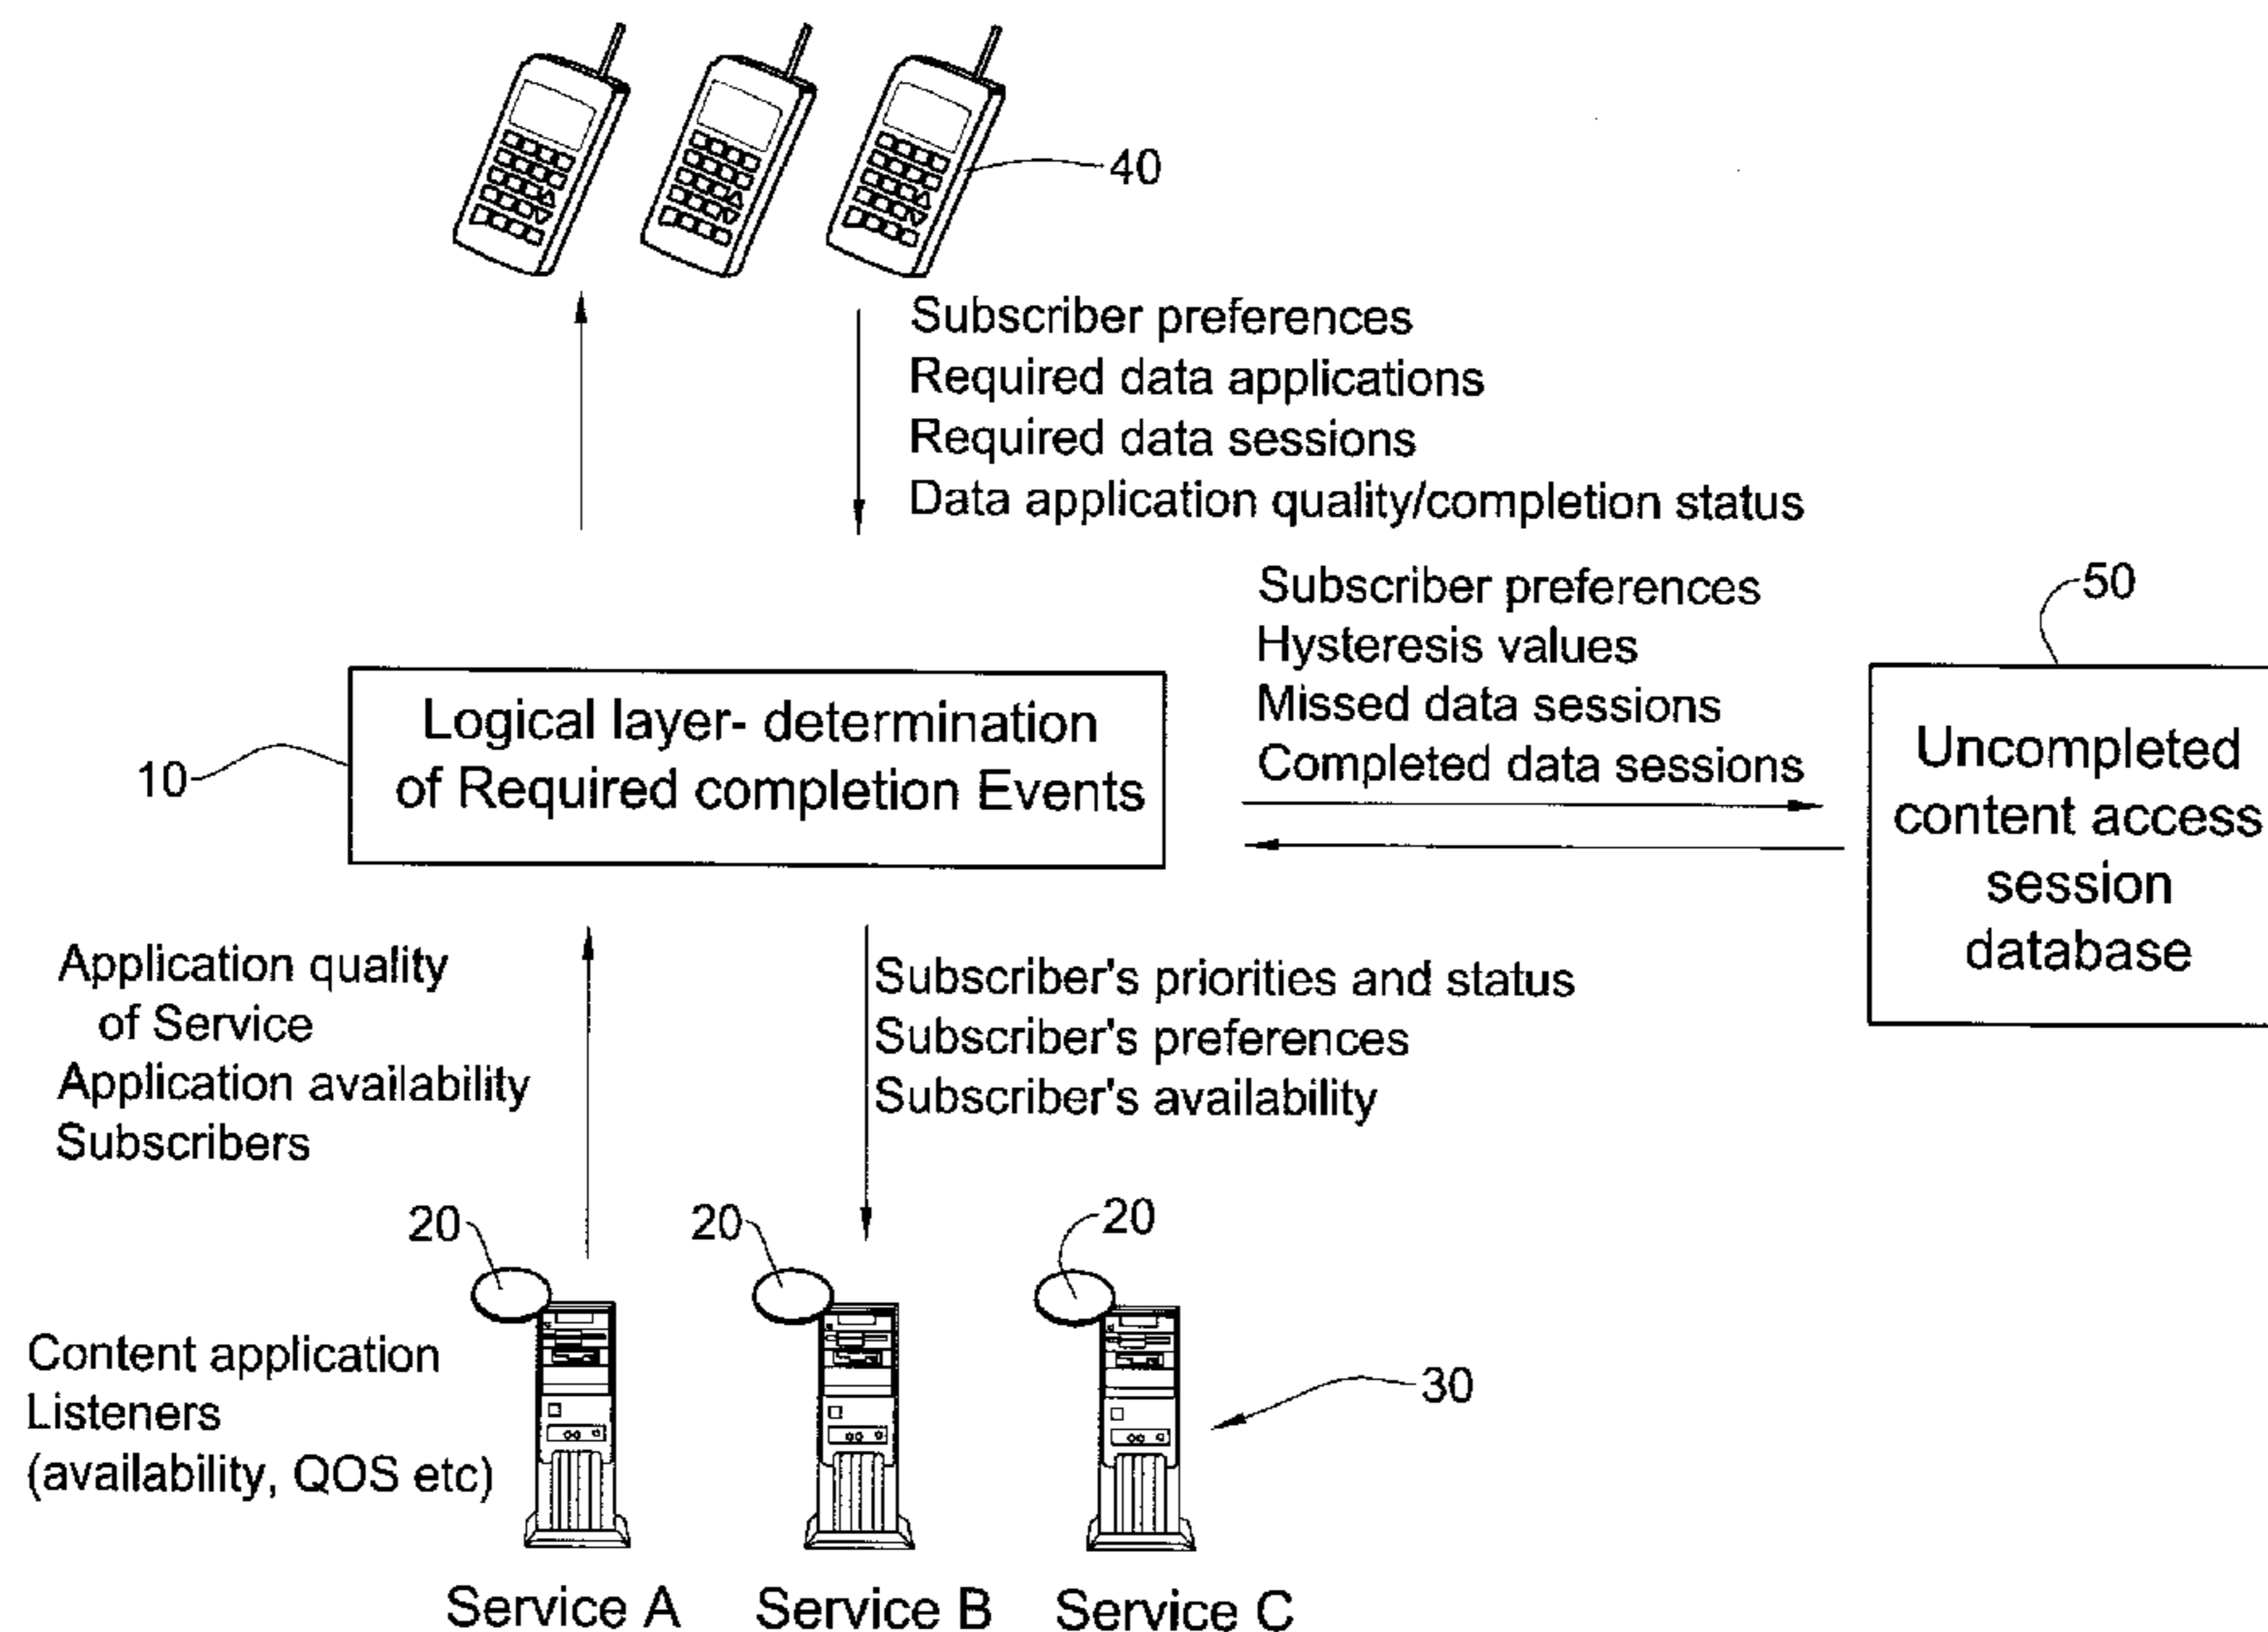 40
Subscriber preferences
Required data applications
Required data sessions
Data application quality/completion status
50
Subscriber preferences
Hysteresis values
Missed data sessions
Completed data sessions
10
Logical layer- determination
of Required completion Events
Uncompleted
content access
session
database
Application quality
of Service
Application availability
Subscribers
Subscriber's priorities and status
Subscriber's preferences
Subscriber's availability
20
20
20
Content application
Listeners
(availability, QOS etc)
30
Service A
Service B
Service C